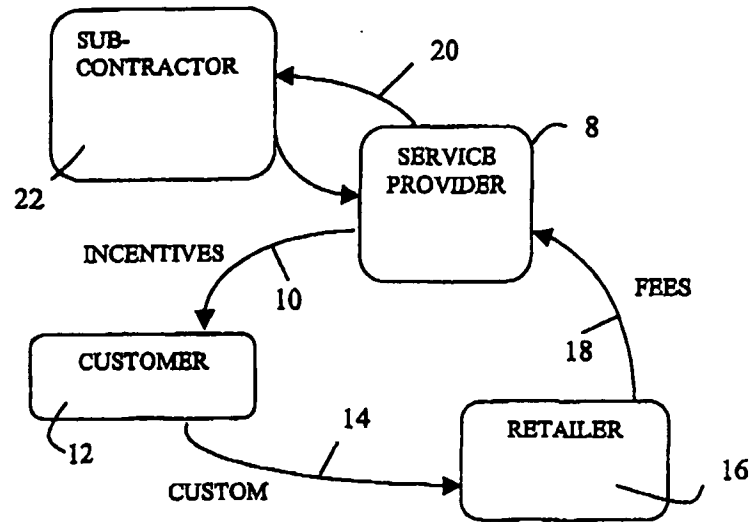 SUB-
CONTRACTOR
20
8
SERVICE
PROVIDER
22
INCENTIVES
10
FEES
18
CUSTOMER
12
14
RETAILER
CUSTOM
16